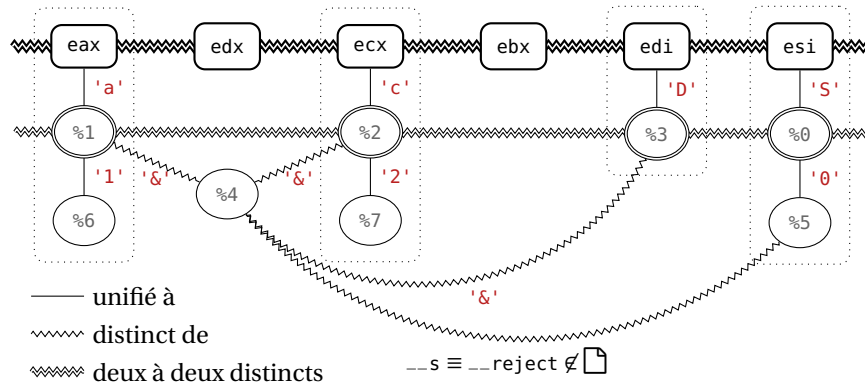 eax edx ecx ebx edi esi
'a' 'c' 'D' 'S'
%1 %2 %3 %0
'1' '&' '&' '2' '0'
%4
%6 %7 %5
'&'
unifié à
distinct de
deux à deux distincts
__s ≡ __reject ∉